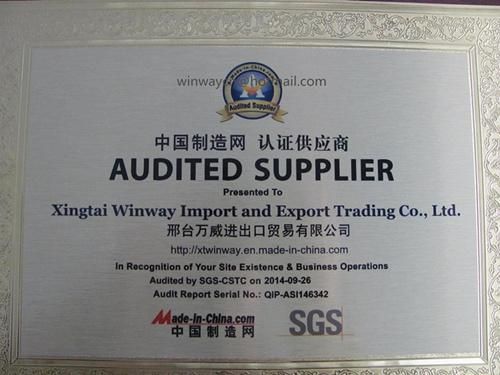 Made-in-China.com
Audited Supplier
中国制造网 认证供应商
AUDITED SUPPLIER
Presented To
Xingtai Winway Import and Export Trading Co., Ltd.
邢台万威进出口贸易有限公司
http://xtwinway.en.made-in-china.com
In Recognition of Your Site Existence & Business Operations
Audited by SGS-CSTC on 2014-09-26
Audit Report Serial No.: QIP-ASI146342
Made-in-China.com
中国制造网
SGS